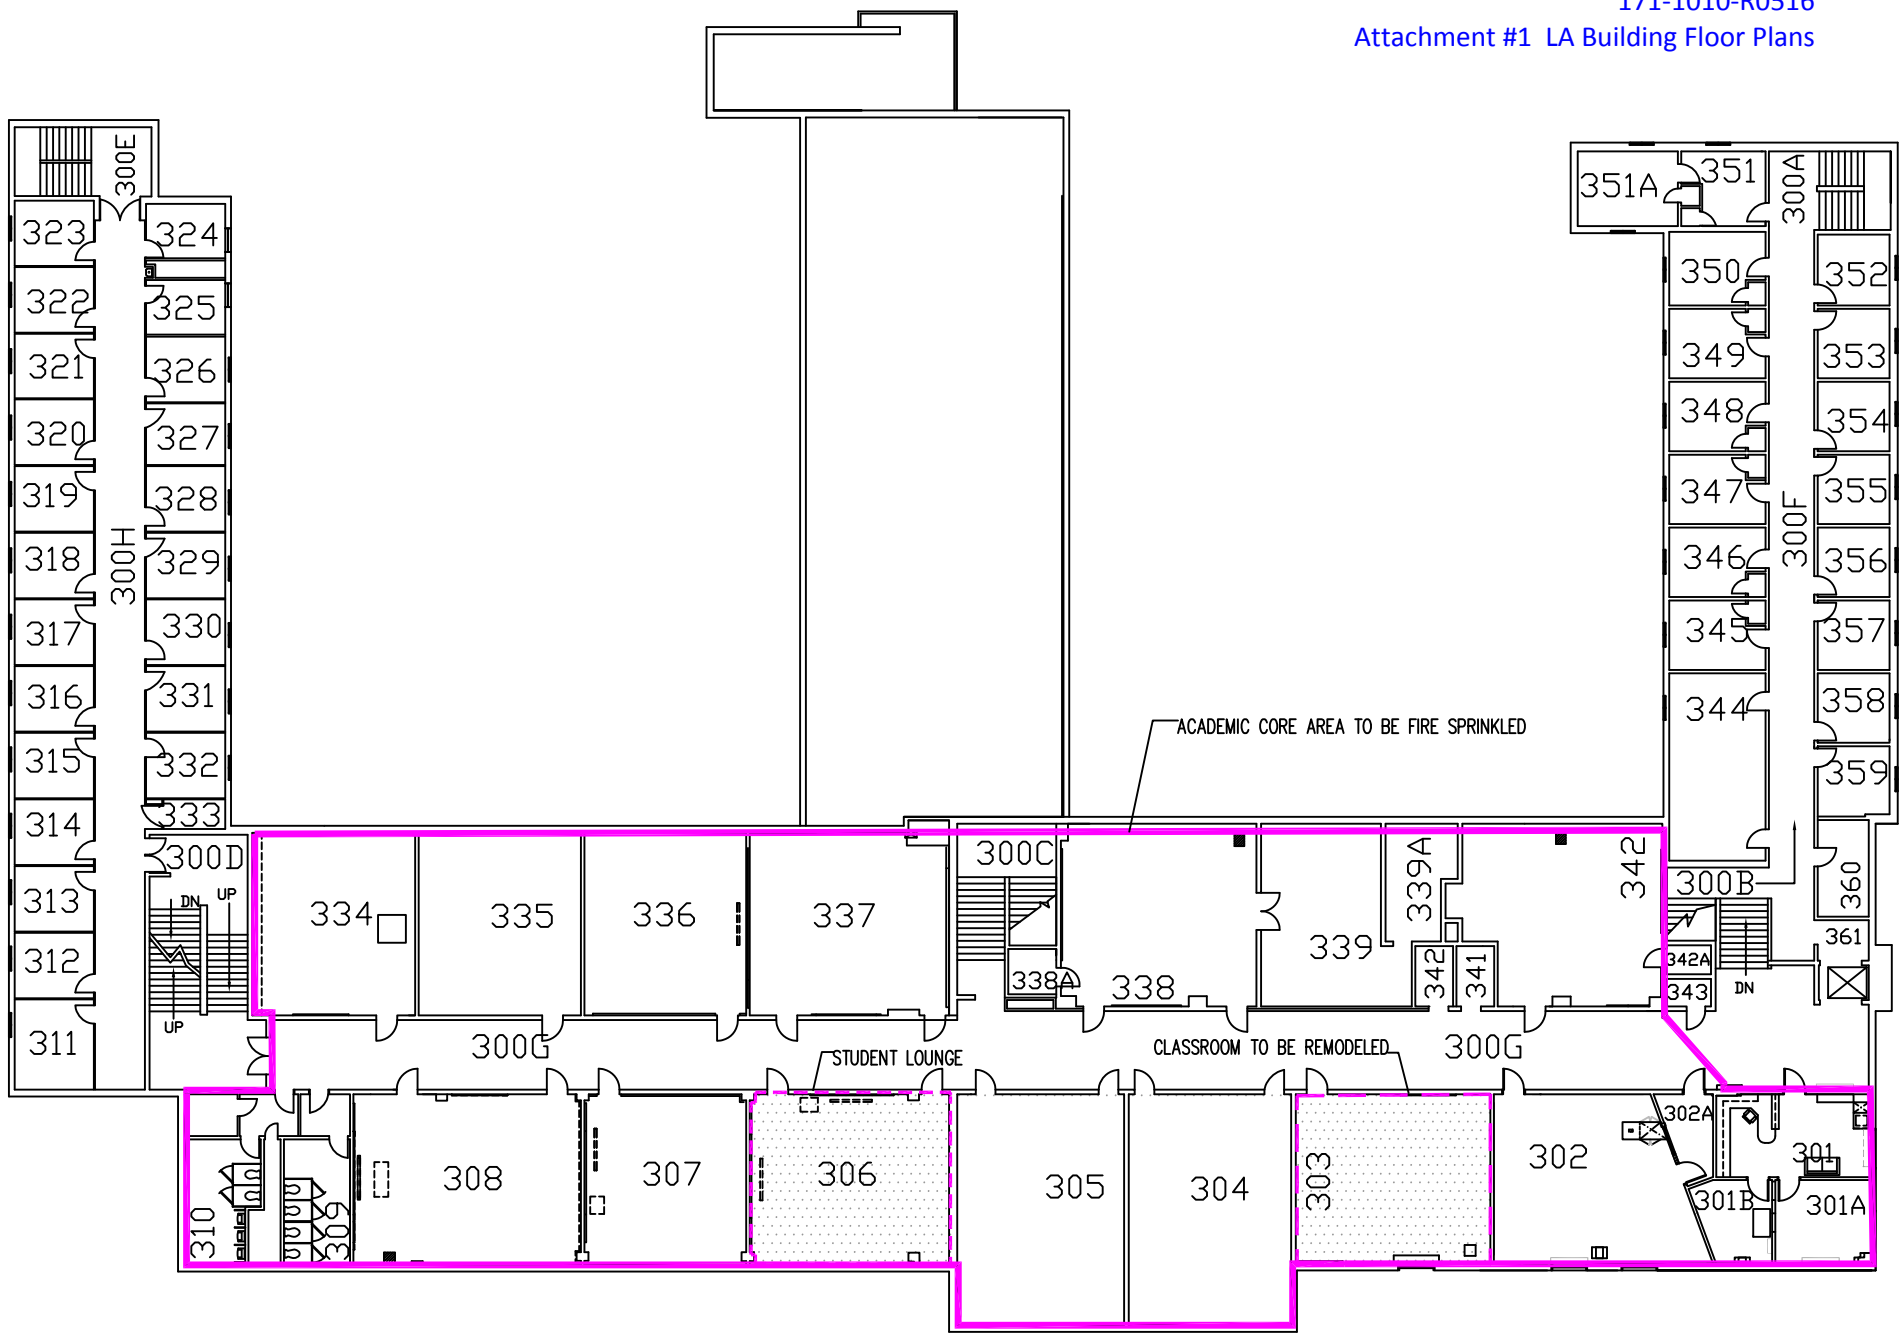 171-1010-R0516
Attachment #1 LA Building Floor Plans
300E
323
324
322
325
321
326
320
327
319
328
318
329
300H
317
330
316
331
315
332
314
333
313
300D
DN
UP
312
UP
311
351A
351
300A
350
352
349
353
348
354
347
355
300F
346
356
345
357
344
358
359
300B
360
361
ACADEMIC CORE AREA TO BE FIRE SPRINKLED
334
335
336
337
300C
338A
338
339
339A
342
341
342
342A
343
DN
300G
STUDENT LOUNGE
CLASSROOM TO BE REMODELED
300G
310
309
308
307
306
305
304
303
302
302A
301
301B
301A